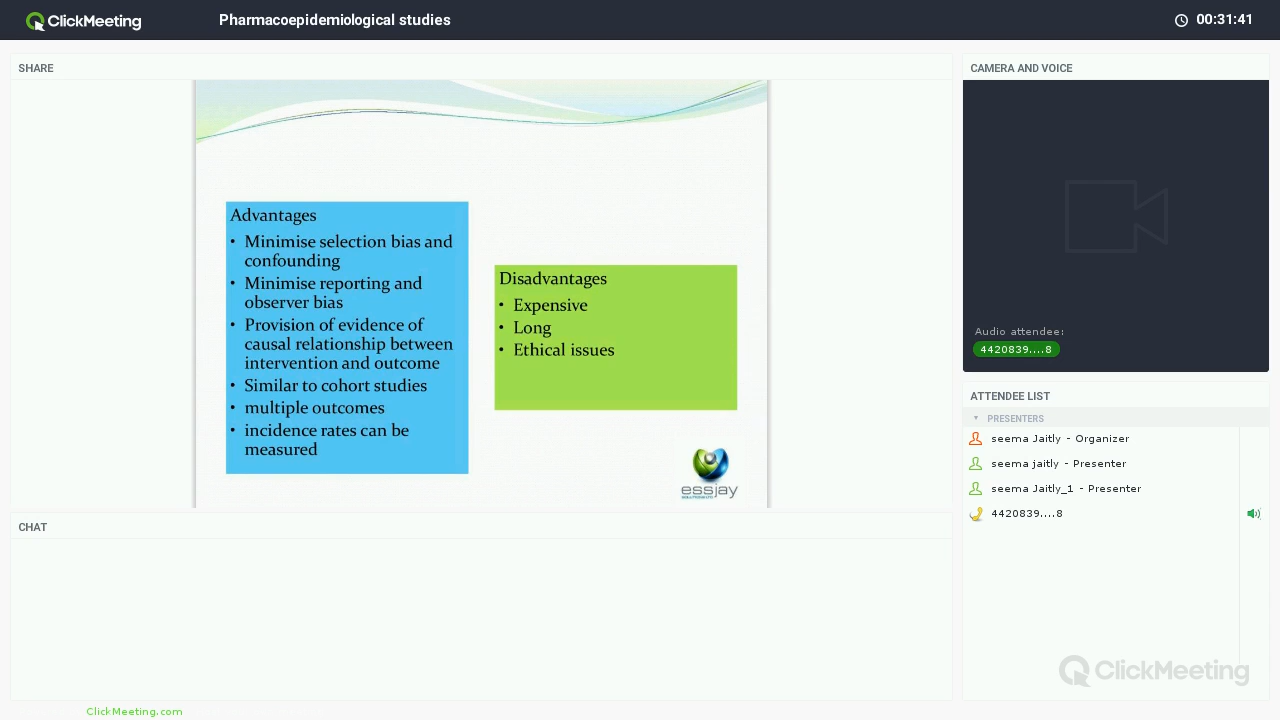 ClickMeeting
Pharmacoepidemiological studies
00:31:41
SHARE
Advantages
• Minimise selection bias and
confounding
• Minimise reporting and
observer bias
• Provision of evidence of
causal relationship between
intervention and outcome
• Similar to cohort studies
• multiple outcomes
• incidence rates can be
measured
Disadvantages
• Expensive
• Long
• Ethical issues
essjay
CHAT
ClickMeeting.com
CAMERA AND VOICE
Audio attendee:
4420839....8
ATTENDEE LIST
PRESENTERS
seema Jaitly - Organizer
seema jaitly - Presenter
seema Jaitly_1 - Presenter
4420839....8
ClickMeeting